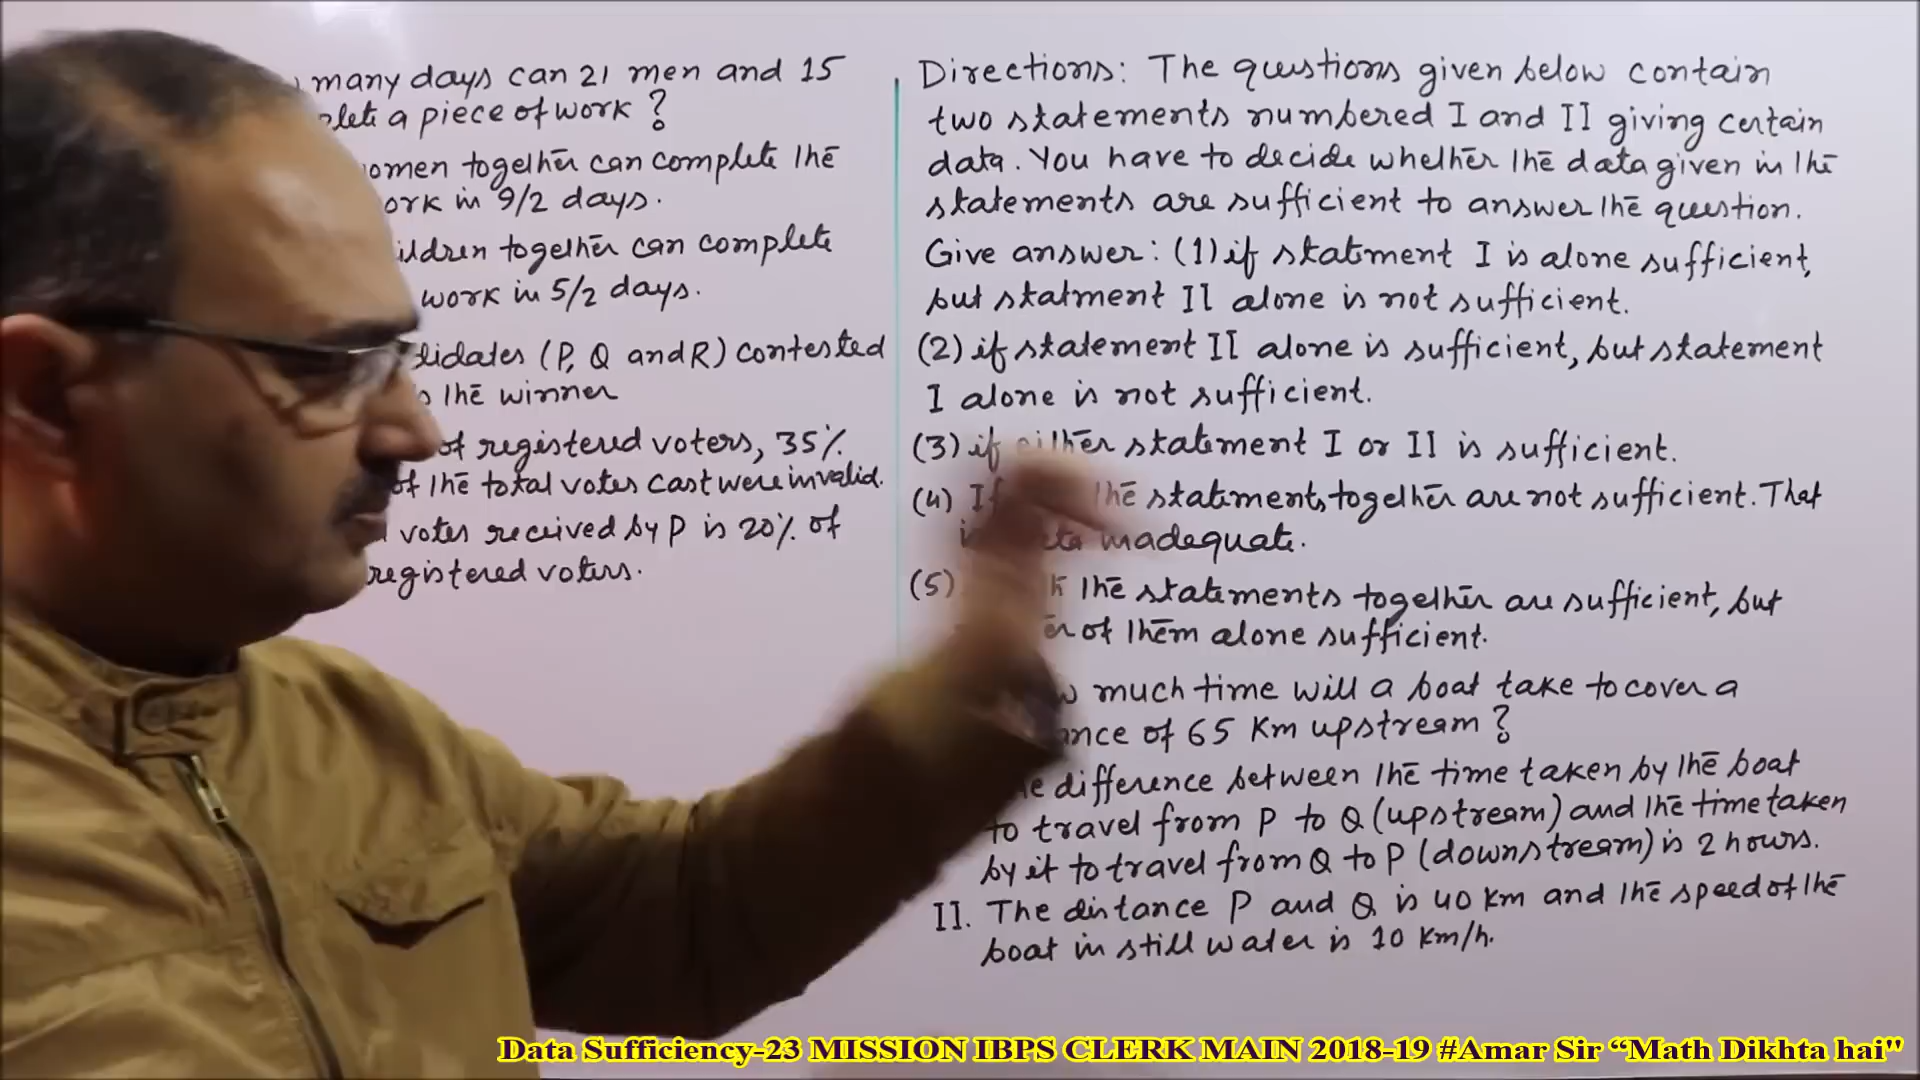 many days can 21 men and 15
a piece of work ?
together can complete the
in 9/2 days.
together can complete
work in 5/2 days.
(P, Q and R) contested
the winner
of registered voters, 35%
of the total votes cast were invalid.
votes received by P is 20% of
registered voters.
Directions: The questions given below contain
two statements numbered I and II giving certain
data. You have to decide whether the data given in the
statements are sufficient to answer the question.
Give answer: (1) if statement I is alone sufficient,
but statment II alone is not sufficient.
(2) if statement II alone is sufficient, but statement
I alone is not sufficient.
(3) if either statement I or II is sufficient.
(4) If the statements together are not sufficient. That
inadequate.
(5) the statements together are sufficient, but
of them alone sufficient.
much time will a boat take to cover a
of 65 Km upstream ?
difference between the time taken by the boat
to travel from P to Q (upstream) and the time taken
by it to travel from Q to P (downstream) is 2 hours.
II. The distance P and Q is 40 km and the speed of the
boat in still water is 10 km/h.
Data Sufficiency-23 MISSION IBPS CLERK MAIN 2018-19 #Amar Sir “Math Dikhta hai"